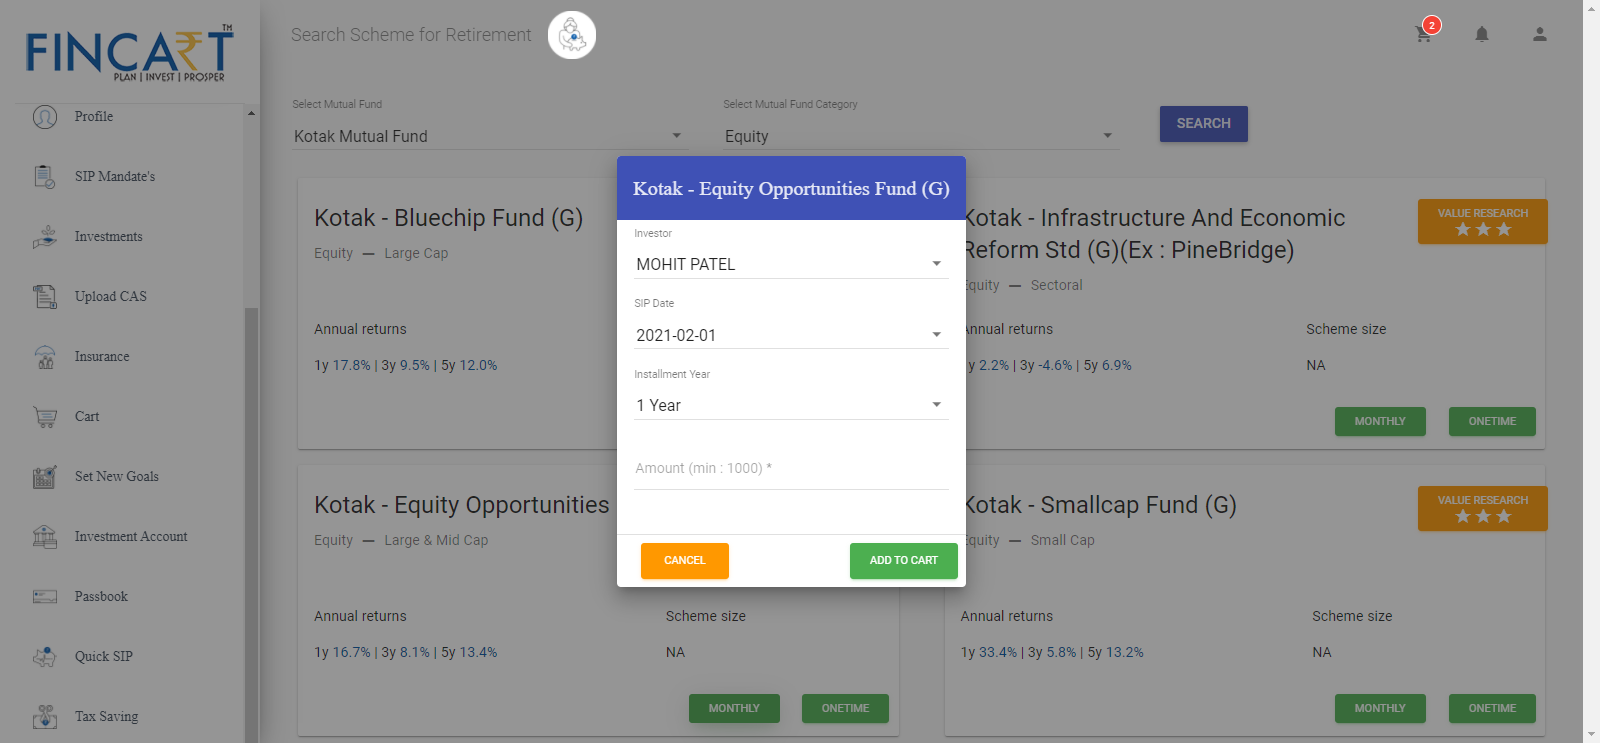 FINCART
TM
PLAN | INVEST | PROSPER
Profile
SIP Mandate's
Investments
Upload CAS
Insurance
Cart
Set New Goals
Investment Account
Passbook
Quick SIP
Tax Saving
Search Scheme for Retirement
2
Select Mutual Fund
Kotak Mutual Fund
Select Mutual Fund Category
Equity
SEARCH
Kotak - Bluechip Fund (G)
Equity — Large Cap
Annual returns
1y 17.8% | 3y 9.5% | 5y 12.0%
Kotak - Infrastructure And Economic
Reform Std (G)(Ex : PineBridge)
Equity — Sectoral
VALUE RESEARCH
Annual returns
Scheme size
y 2.2% | 3y -4.6% | 5y 6.9%
NA
MONTHLY
ONETIME
Kotak - Equity Opportunities
Equity — Large & Mid Cap
Annual returns
Scheme size
1y 16.7% | 3y 8.1% | 5y 13.4%
NA
MONTHLY
ONETIME
Kotak - Smallcap Fund (G)
Equity — Small Cap
VALUE RESEARCH
Annual returns
Scheme size
1y 33.4% | 3y 5.8% | 5y 13.2%
NA
MONTHLY
ONETIME
Kotak - Equity Opportunities Fund (G)
Investor
MOHIT PATEL
SIP Date
2021-02-01
Installment Year
1 Year
Amount (min : 1000) *
CANCEL
ADD TO CART